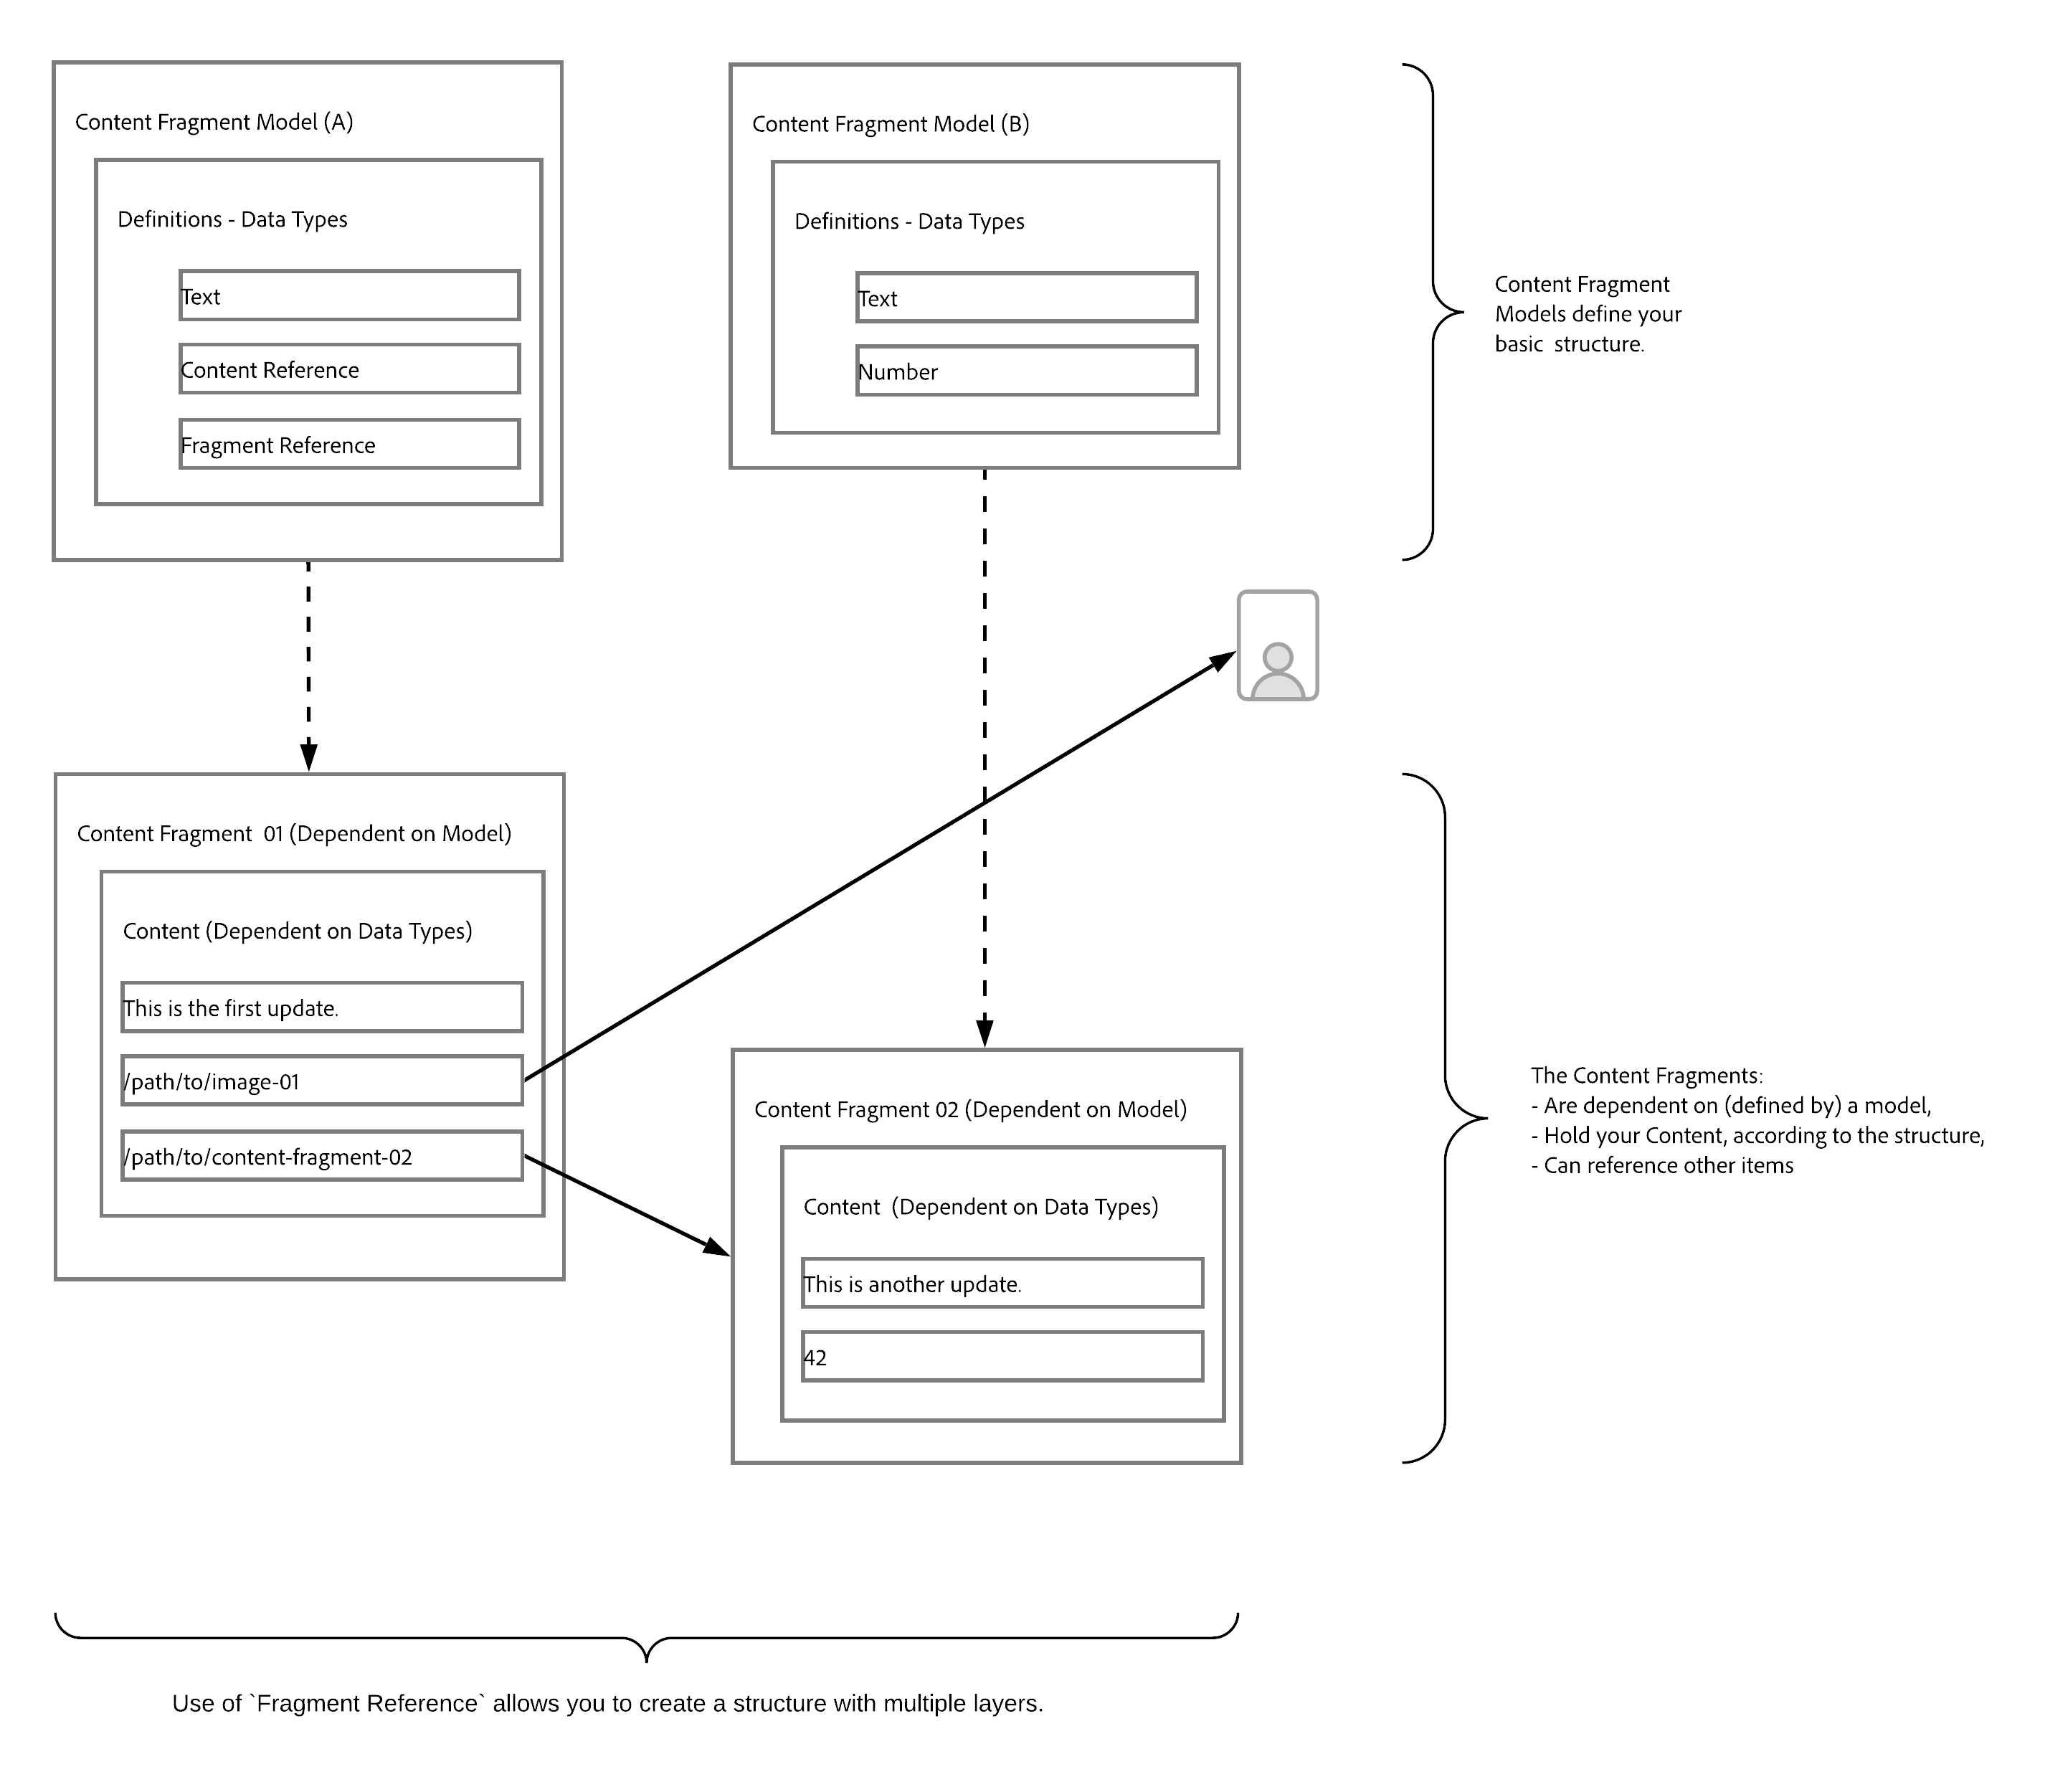 Content Fragment Model (A)
Definitions - Data Types
Text
Content Reference
Fragment Reference
Content Fragment Model (B)
Definitions - Data Types
Text
Number
Content Fragment
Models define your
basic  structure.
Content Fragment  01 (Dependent on Model)
Content (Dependent on Data Types)
This is the first update.
/path/to/image-01
/path/to/content-fragment-02
Content Fragment 02 (Dependent on Model)
Content  (Dependent on Data Types)
This is another update.
42
The Content Fragments:
- Are dependent on (defined by) a model,
- Hold your Content, according to the structure,
- Can reference other items
Use of `Fragment Reference` allows you to create a structure with multiple layers.